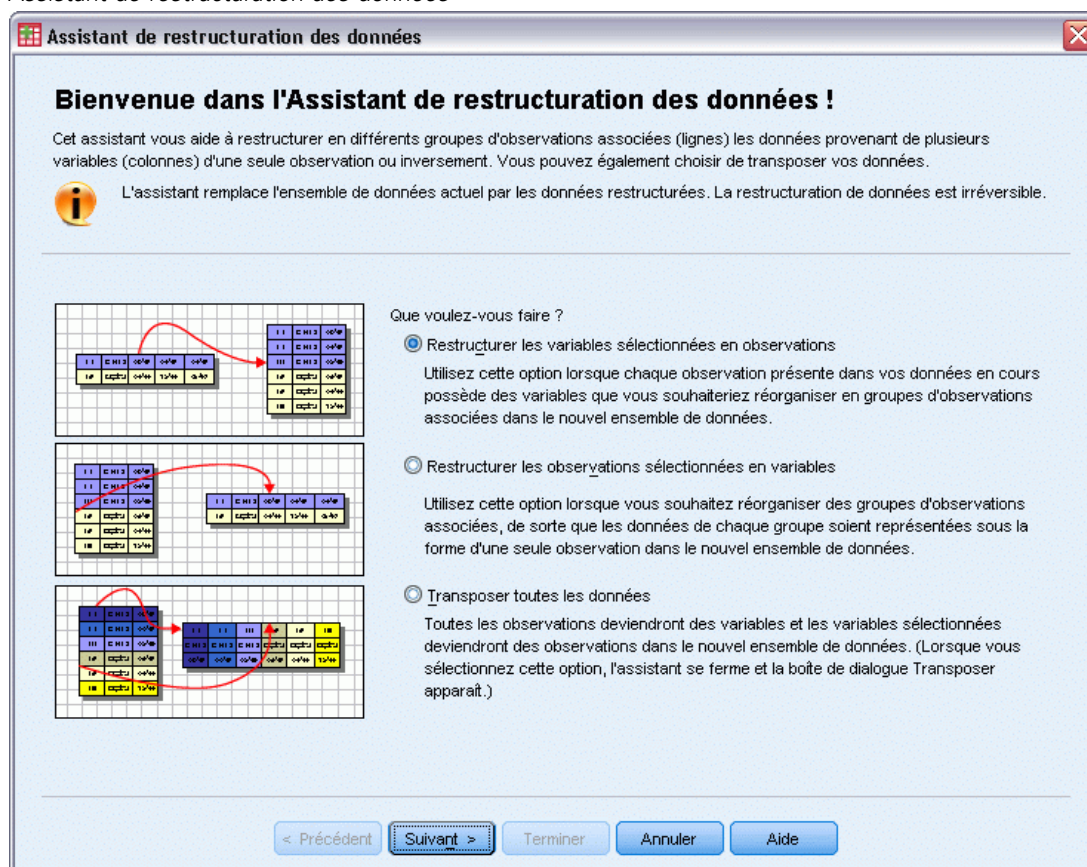 Assistant de restructuration des données
Assistant de restructuration des données
Bienvenue dans l'Assistant de restructuration des données !
Cet assistant vous aide à restructurer en différents groupes d'observations associées (lignes) les données provenant de plusieurs
variables (colonnes) d'une seule observation ou inversement. Vous pouvez également choisir de transposer vos données.
L'assistant remplace l'ensemble de données actuel par les données restructurées. La restructuration de données est irréversible.
Que voulez-vous faire ?
Restructurer les variables sélectionnées en observations
Utilisez cette option lorsque chaque observation présente dans vos données en cours
possède des variables que vous souhaiteriez réorganiser en groupes d'observations
associées dans le nouvel ensemble de données.
Restructurer les observations sélectionnées en variables
Utilisez cette option lorsque vous souhaitez réorganiser des groupes d'observations
associées, de sorte que les données de chaque groupe soient représentées sous la
forme d'une seule observation dans le nouvel ensemble de données.
Transposer toutes les données
Toutes les observations deviendront des variables et les variables sélectionnées
deviendront des observations dans le nouvel ensemble de données. (Lorsque vous
sélectionnez cette option, l'assistant se ferme et la boîte de dialogue Transposer
apparaît.)
< Précédent
Suivant >
Terminer
Annuler
Aide